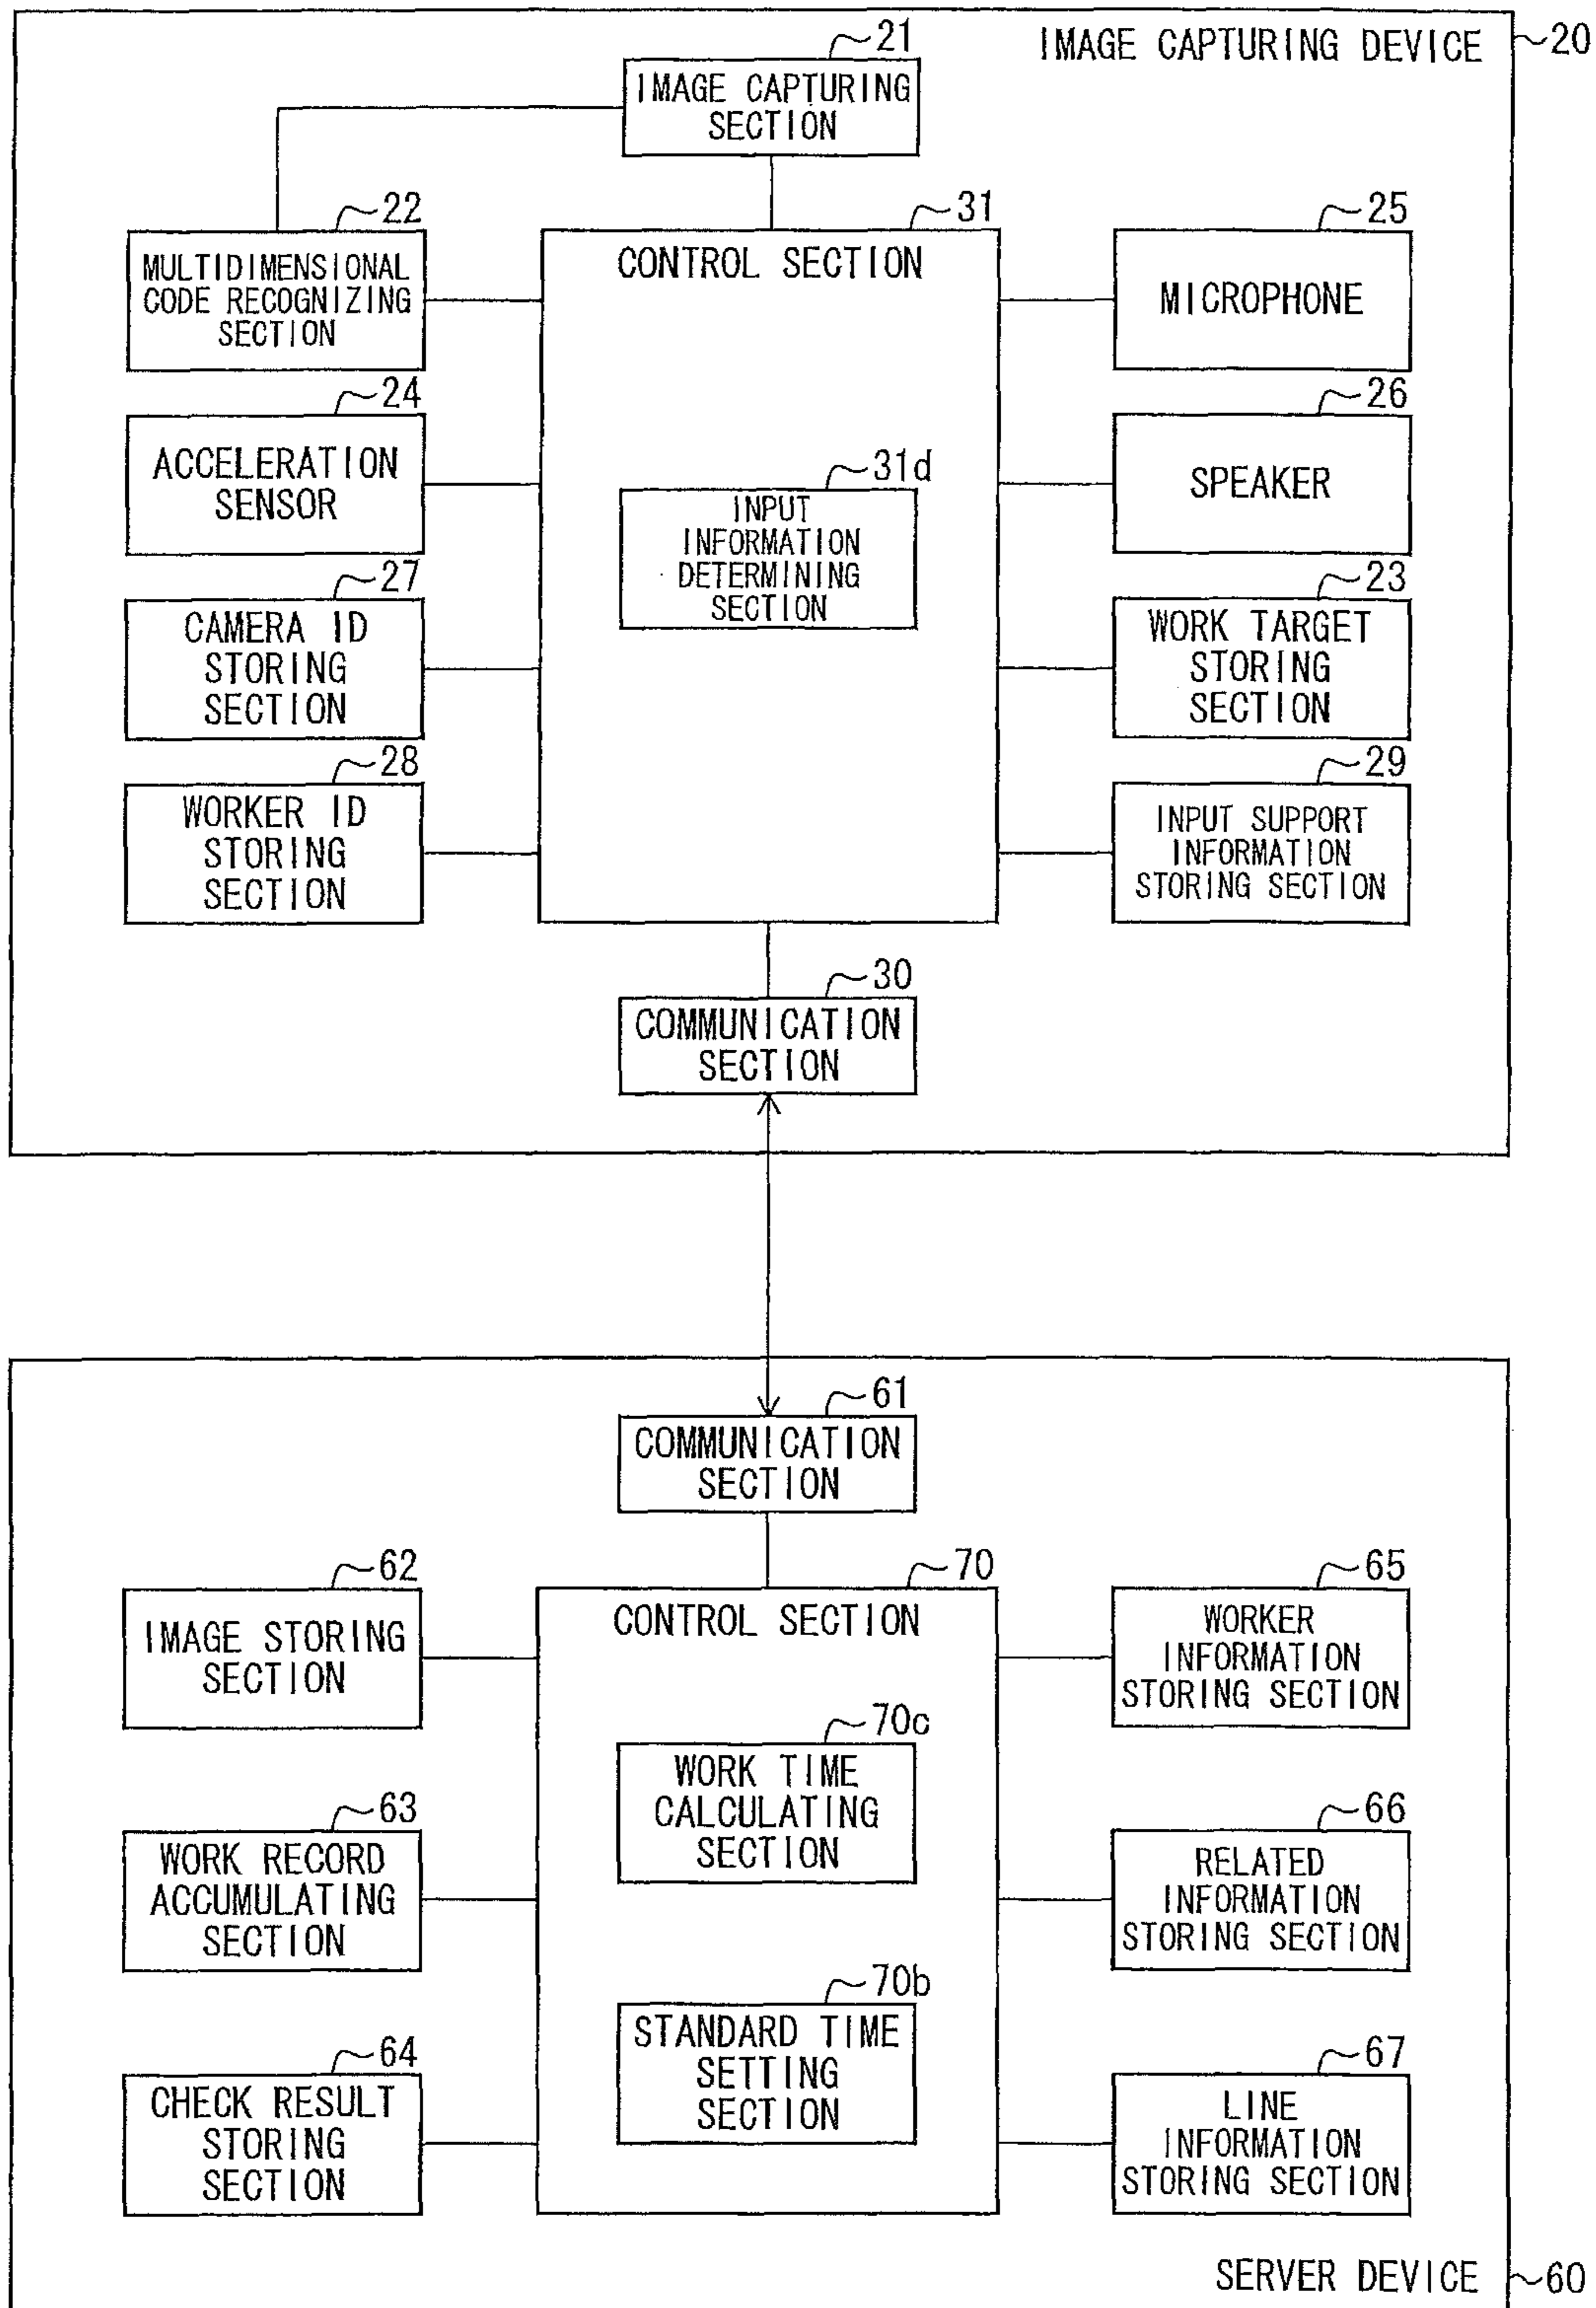 IMAGE CAPTURING DEVICE
20
21
IMAGE CAPTURING
SECTION
22
MULTIDIMENSIONAL
CODE RECOGNIZING
SECTION
31
CONTROL SECTION
25
MICROPHONE
24
ACCELERATION
SENSOR
31d
INPUT
INFORMATION
DETERMINING
SECTION
26
SPEAKER
27
CAMERA ID
STORING
SECTION
23
WORK TARGET
STORING
SECTION
28
WORKER ID
STORING
SECTION
29
INPUT SUPPORT
INFORMATION
STORING SECTION
30
COMMUNICATION
SECTION
61
COMMUNICATION
SECTION
62
IMAGE STORING
SECTION
70
CONTROL SECTION
65
WORKER
INFORMATION
STORING SECTION
70c
WORK TIME
CALCULATING
SECTION
63
WORK RECORD
ACCUMULATING
SECTION
66
RELATED
INFORMATION
STORING SECTION
70b
STANDARD TIME
SETTING
SECTION
64
CHECK RESULT
STORING
SECTION
67
LINE
INFORMATION
STORING SECTION
SERVER DEVICE
60